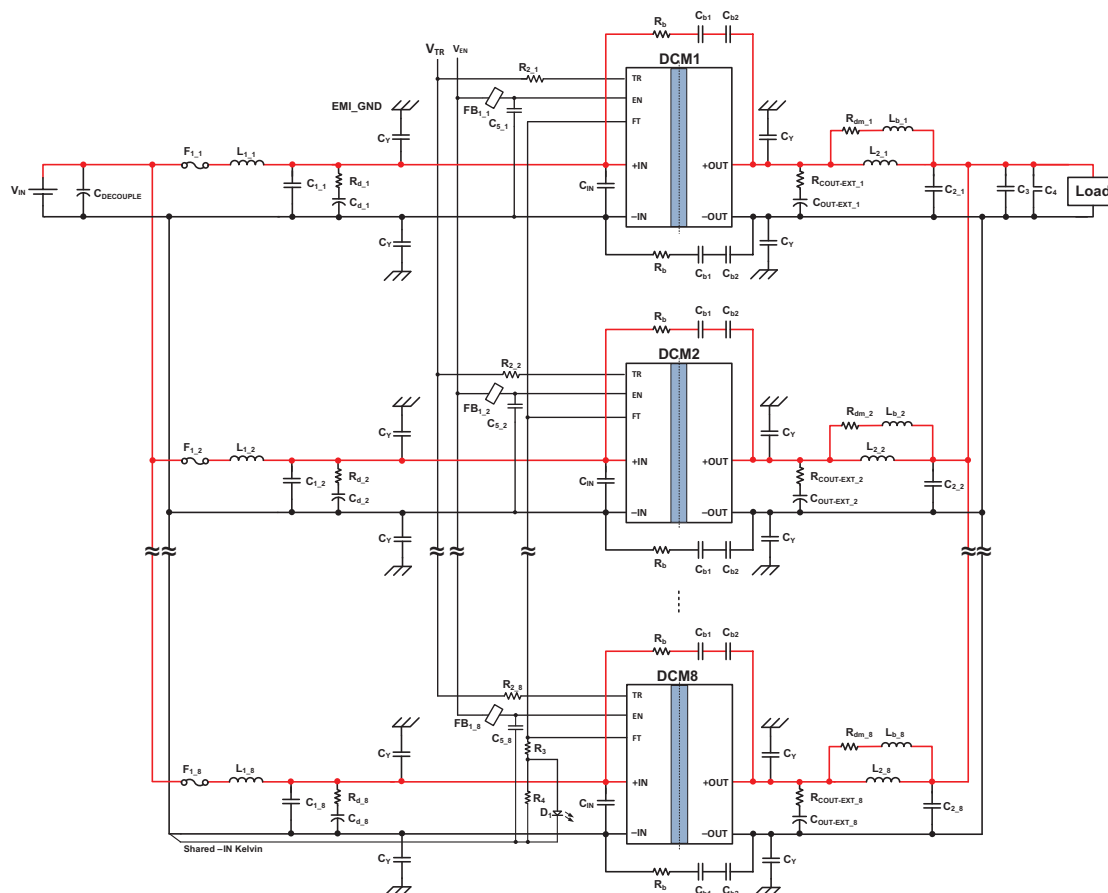 Rb Cb1 Cb2
VTR VEN
DCM1
R2_1
TR
EN
FB1_1
FT
C5_1
EMI_GND
CY
CY
Rdm_1 Lb_1
F1_1 L1_1
+IN +OUT
L2_1
VIN
CDECOUPLE
C1_1
Rd_1
Cd_1
CIN
RCOUT-EXT_1
COUT-EXT_1
C2_1
C3
C4
Load
–IN –OUT
CY
CY
Rb Cb1 Cb2
Rb Cb1 Cb2
DCM2
R2_2
TR
EN
FB1_2
FT
C5_2
CY
CY
Rdm_2 Lb_2
F1_2 L1_2
+IN +OUT
L2_2
C1_2
Rd_2
Cd_2
CIN
RCOUT-EXT_2
COUT-EXT_2
C2_2
–IN –OUT
CY
CY
Rb Cb1 Cb2
Rb Cb1 Cb2
DCM8
R2_8
TR
EN
FB1_8
FT
C5_8
R3
CY
CY
Rdm_8 Lb_8
F1_8 L1_8
+IN +OUT
L2_8
C1_8
Rd_8
Cd_8
R4
D1
CIN
RCOUT-EXT_8
COUT-EXT_8
C2_8
–IN –OUT
Shared –IN Kelvin
CY
CY
Rb Cb1 Cb2